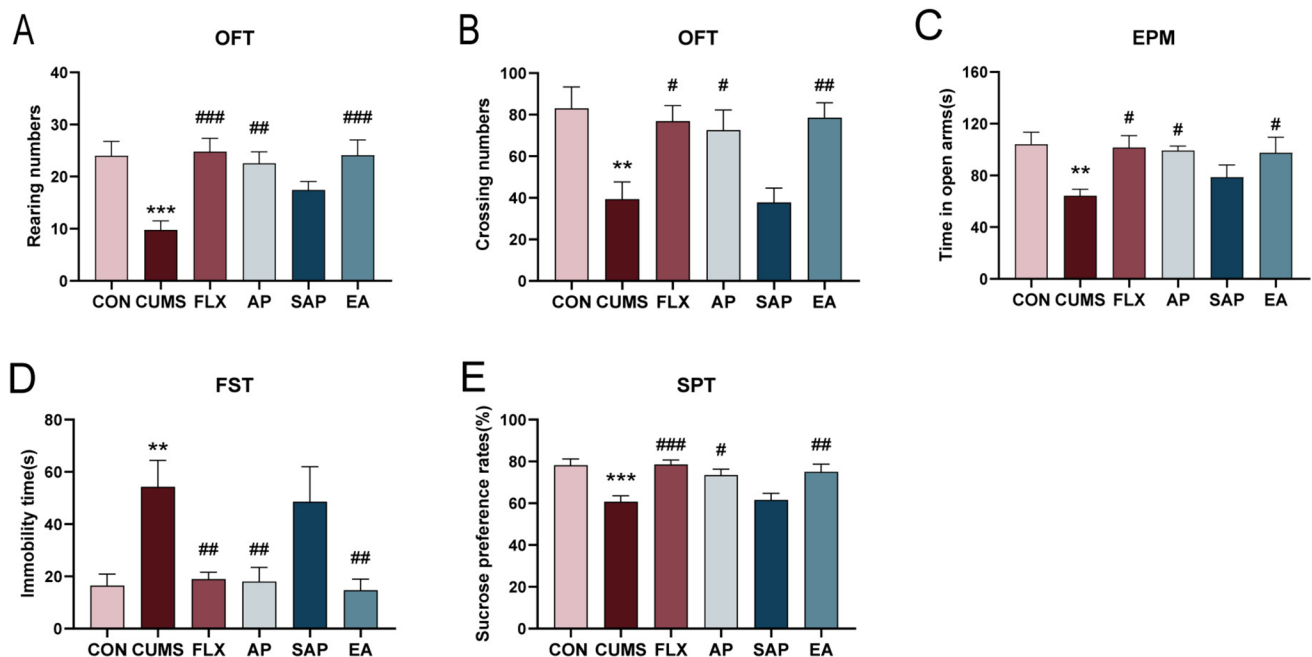 A
OFT
Rearing numbers
40
30
20
10
0
***
###
##
###
CON CUMS FLX AP SAP EA
B
OFT
Crossing numbers
100
80
60
40
20
0
**
#
#
##
CON CUMS FLX AP SAP EA
C
EPM
Time in open arms(s)
160
120
80
40
0
**
#
#
#
CON CUMS FLX AP SAP EA
D
FST
Immobility time(s)
80
60
40
20
0
**
##
##
##
CON CUMS FLX AP SAP EA
E
SPT
Sucrose preference rates(%)
100
80
60
40
20
0
***
###
#
##
CON CUMS FLX AP SAP EA